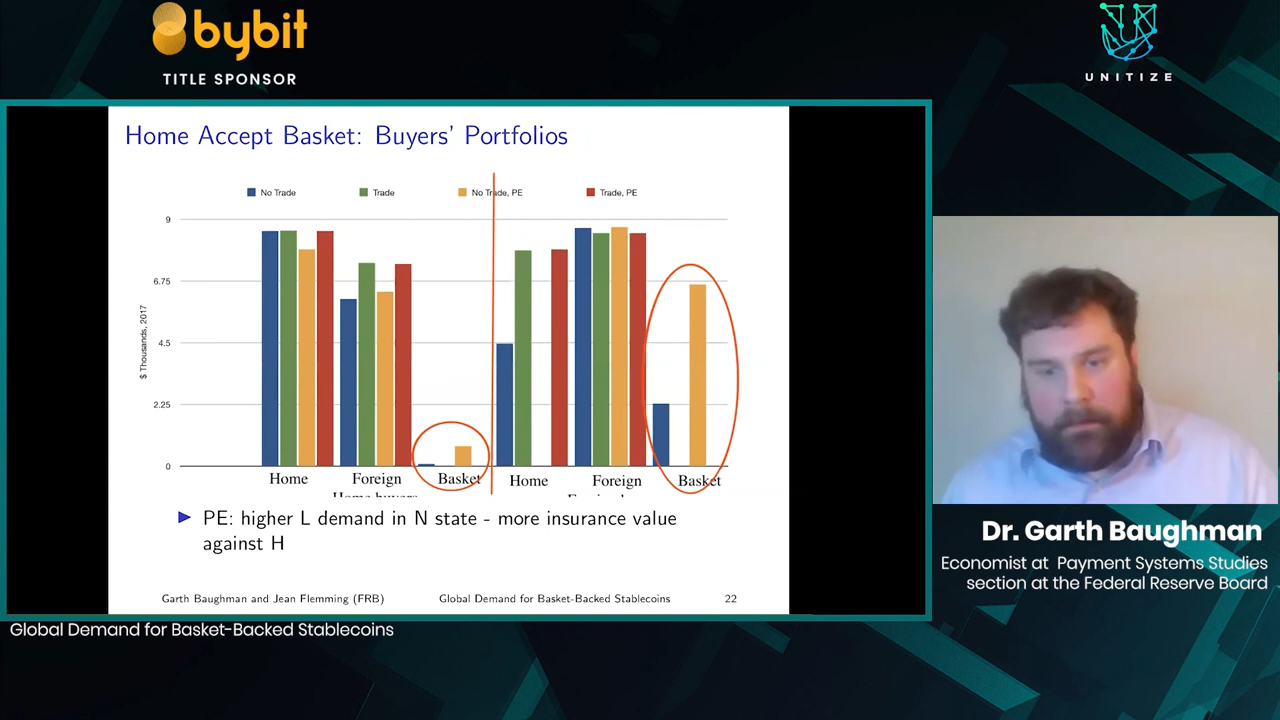 bybit
TITLE SPONSOR
UNITIZE
Home Accept Basket: Buyers' Portfolios
No Trade
Trade
No Trade, PE
Trade, PE
$ Thousands, 2017
9
6.75
4.5
2.25
0
Home
Foreign
Basket
Home
Foreign
Basket
Home buyers
▶ PE: higher L demand in N state - more insurance value
against H
Garth Baughman and Jean Flemming (FRB)
Global Demand for Basket-Backed Stablecoins
22
Dr. Garth Baughman
Economist at Payment Systems Studies
section at the Federal Reserve Board
Global Demand for Basket-Backed Stablecoins